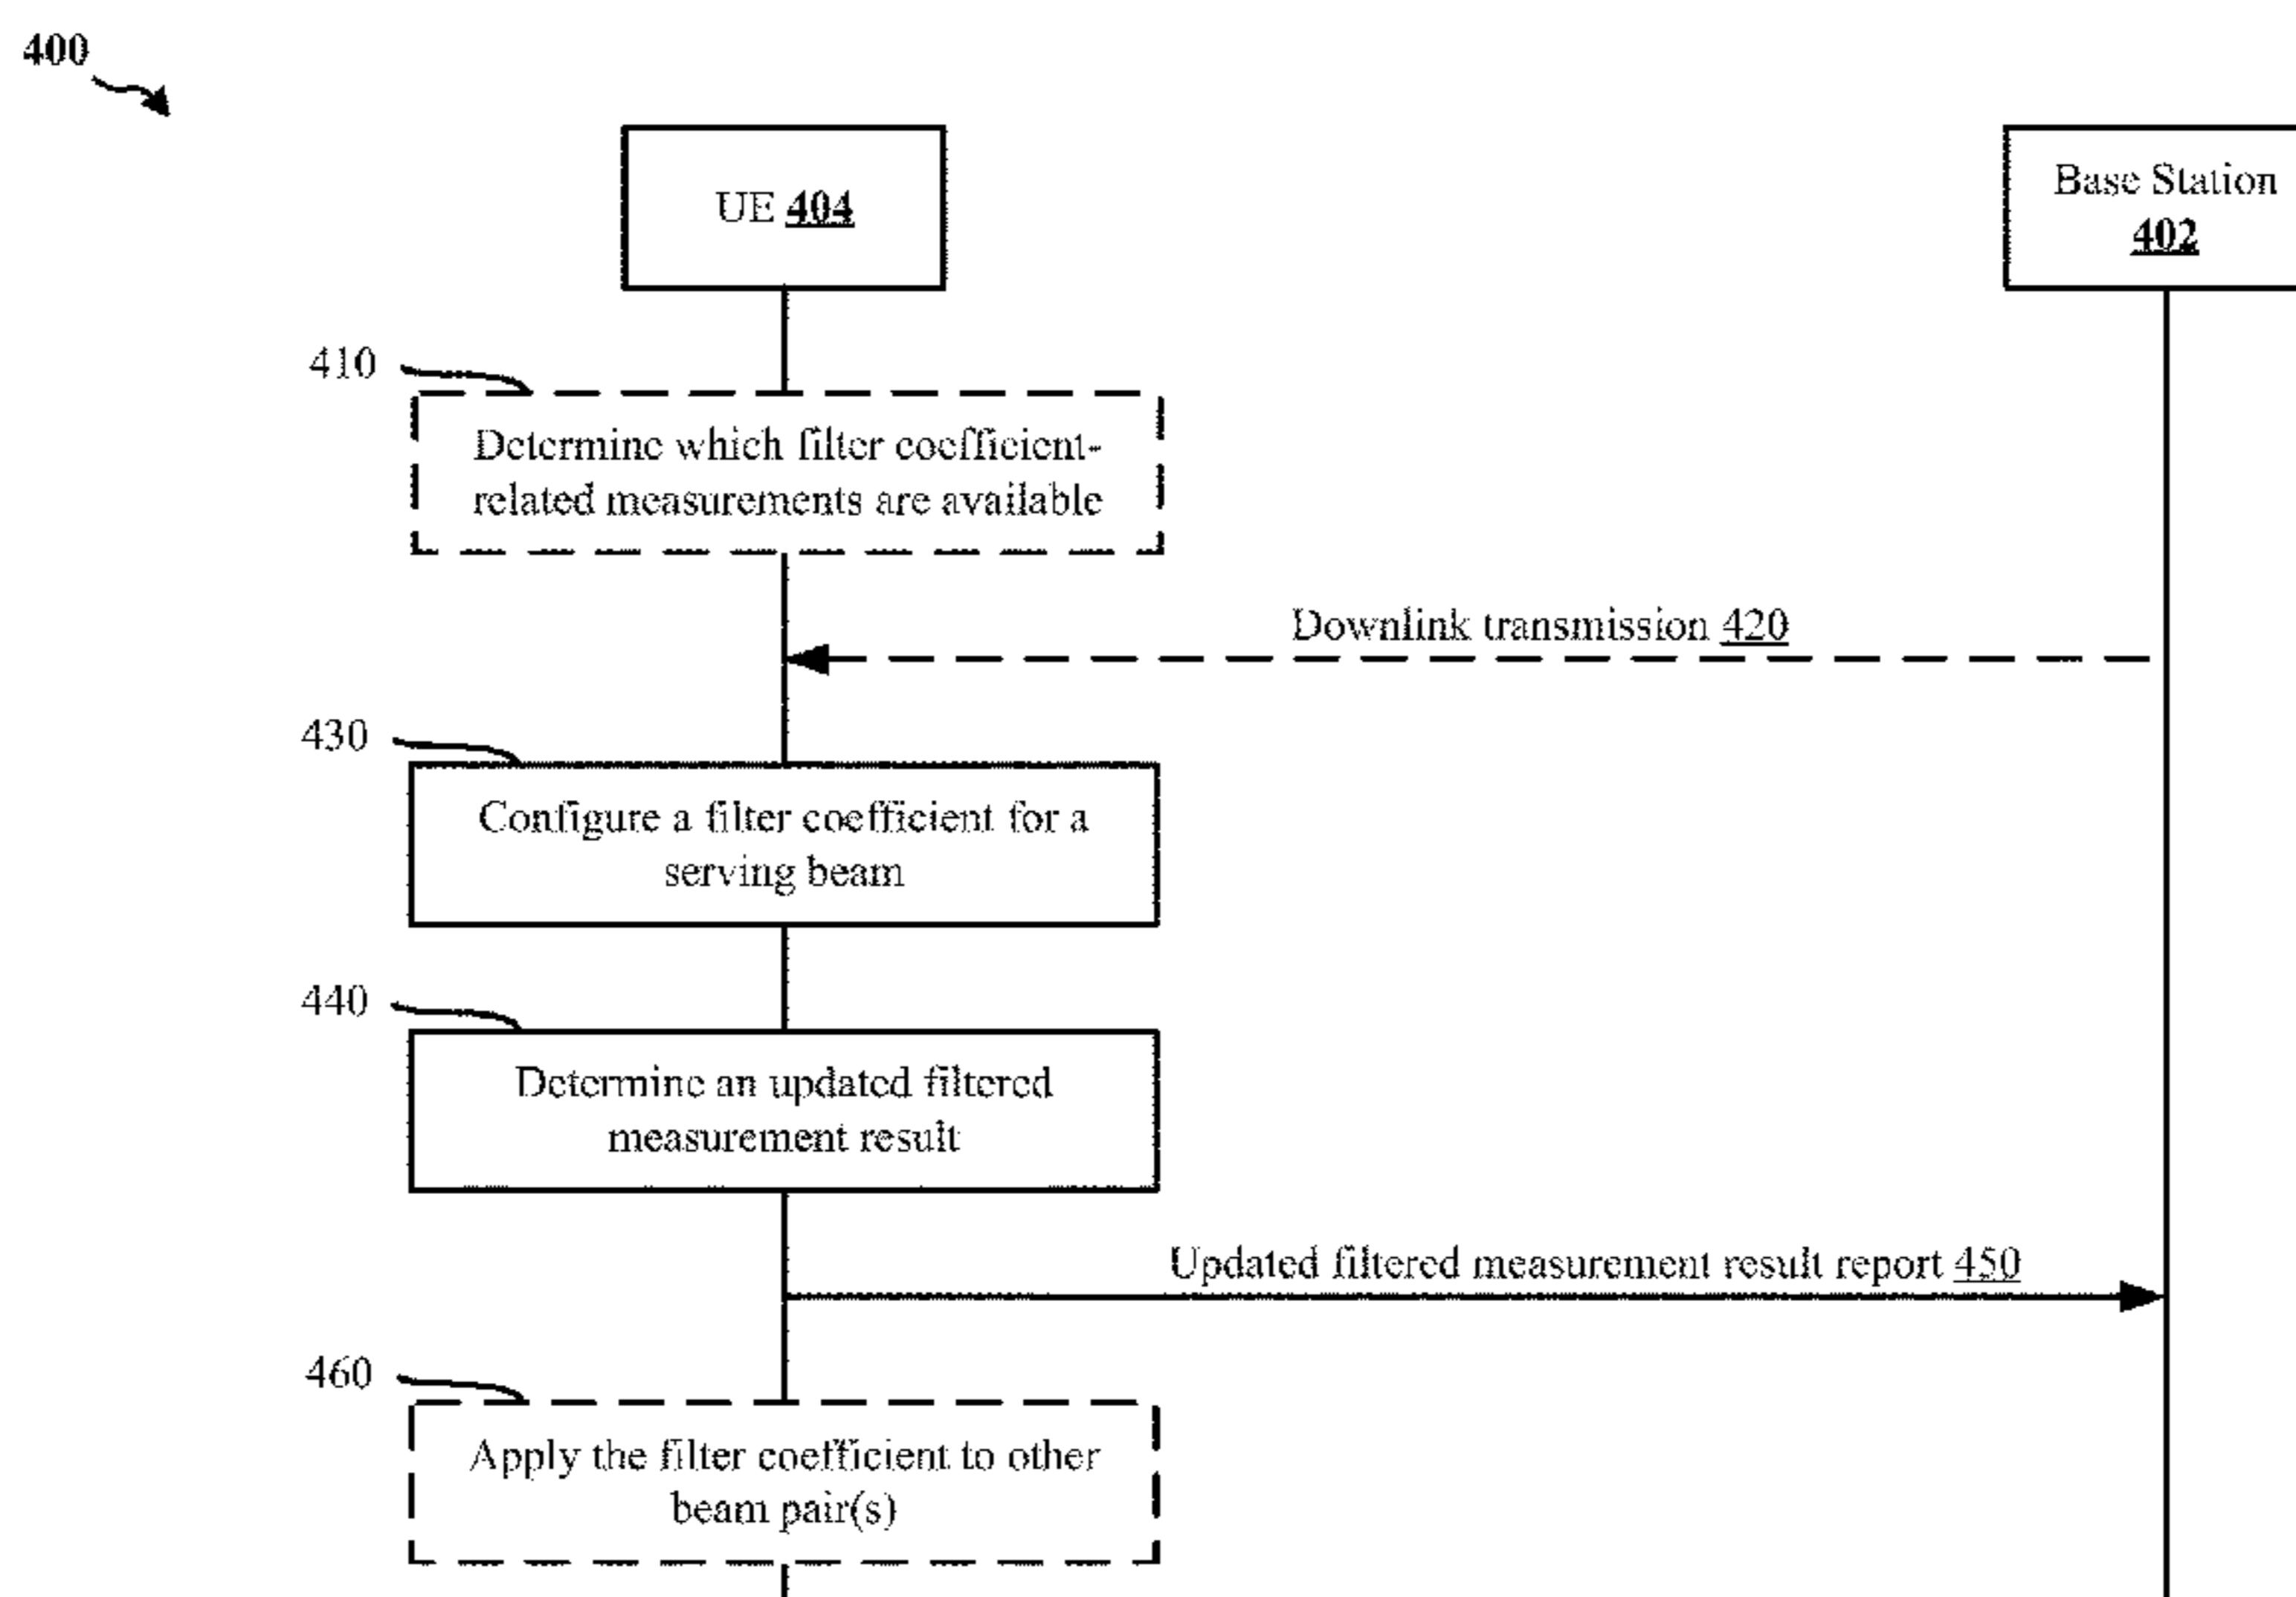 400
UE 404
Base Station
402
410
Determine which filter coefficient-
related measurements are available
Downlink transmission 420
430
Configure a filter coefficient for a
serving beam
440
Determine an updated filtered
measurement result
Updated filtered measurement result report 450
460
Apply the filter coefficient to other
beam pair(s)